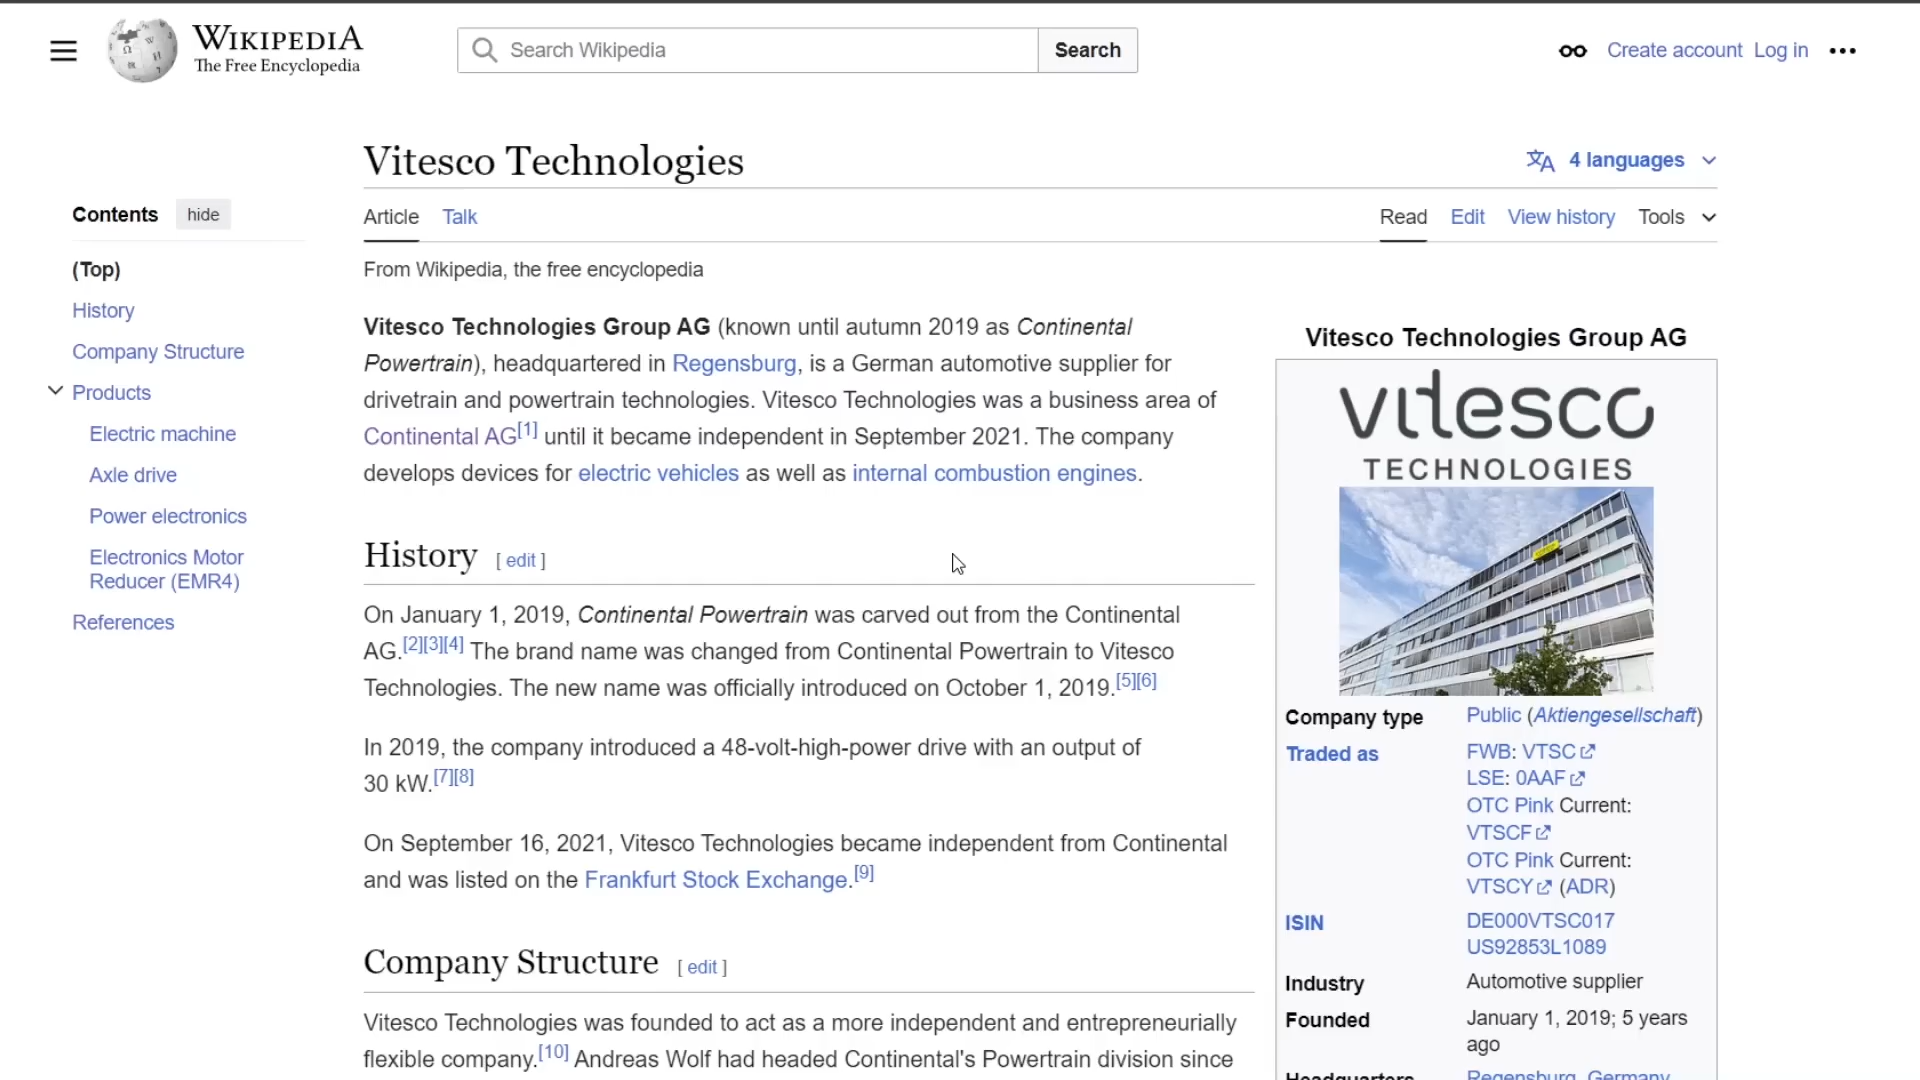 WIKIPEDIA
The Free Encyclopedia
Search Wikipedia
Search
Create account
Log in
Vitesco Technologies
4 languages
Contents
hide
Article
Talk
Read
Edit
View history
Tools
(Top)
History
Company Structure
Products
Electric machine
Axle drive
Power electronics
Electronics Motor
Reducer (EMR4)
References
From Wikipedia, the free encyclopedia
Vitesco Technologies Group AG (known until autumn 2019 as Continental
Powertrain), headquartered in Regensburg, is a German automotive supplier for
drivetrain and powertrain technologies. Vitesco Technologies was a business area of
Continental AG[1] until it became independent in September 2021. The company
develops devices for electric vehicles as well as internal combustion engines.
History [ edit ]
On January 1, 2019, Continental Powertrain was carved out from the Continental
AG.[2][3][4] The brand name was changed from Continental Powertrain to Vitesco
Technologies. The new name was officially introduced on October 1, 2019.[5][6]
In 2019, the company introduced a 48-volt-high-power drive with an output of
30 kW.[7][8]
On September 16, 2021, Vitesco Technologies became independent from Continental
and was listed on the Frankfurt Stock Exchange.[9]
Company Structure [ edit ]
Vitesco Technologies was founded to act as a more independent and entrepreneurially
flexible company.[10] Andreas Wolf had headed Continental's Powertrain division since
Vitesco Technologies Group AG
vitesco
TECHNOLOGIES
Company type Public (Aktiengesellschaft)
Traded as FWB: VTSC
LSE: 0AAF
OTC Pink Current:
VTSCF
OTC Pink Current:
VTSCY (ADR)
ISIN DE000VTSC017
US92853L1089
Industry Automotive supplier
Founded January 1, 2019; 5 years
ago
Headquarters Regensburg, Germany